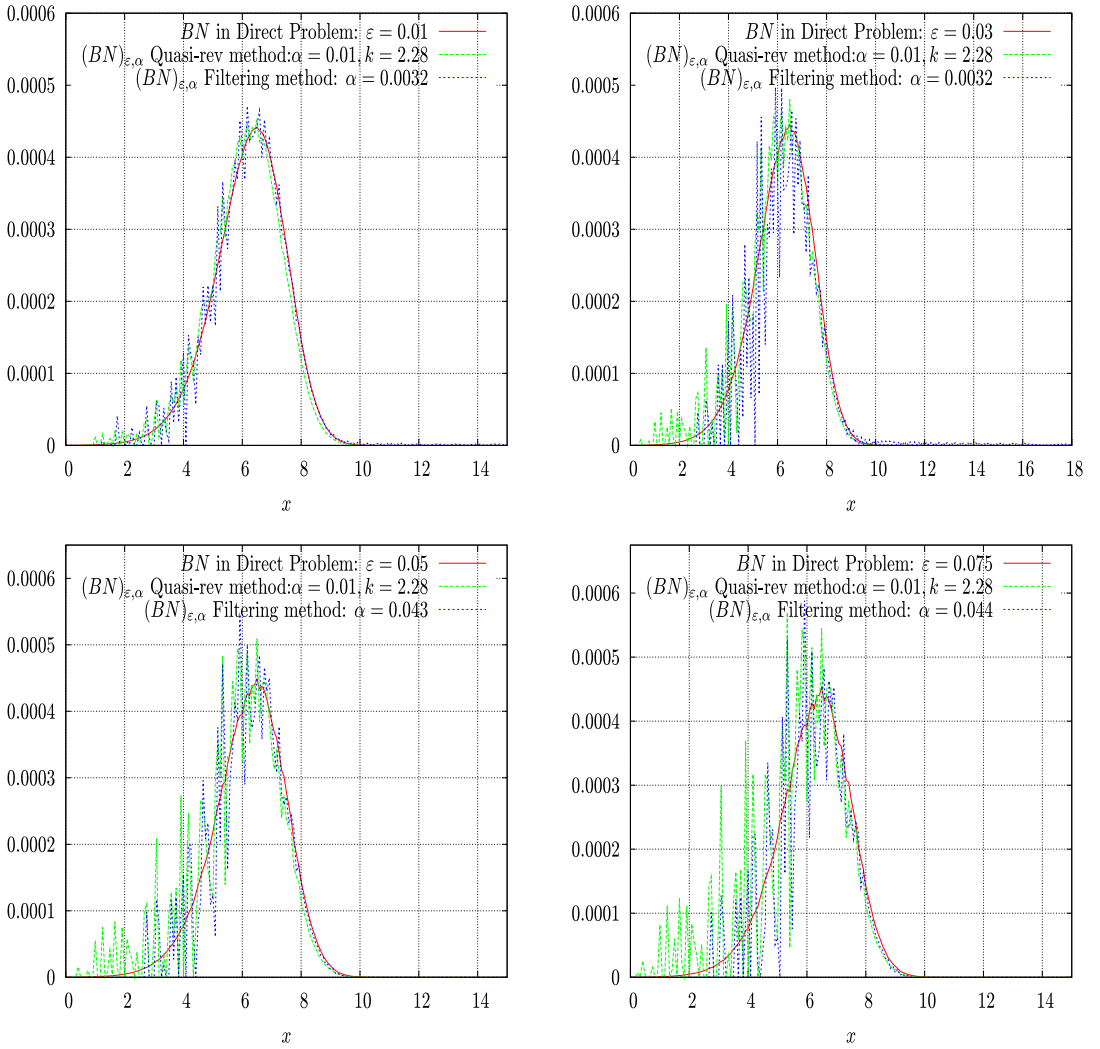 0.0006
BN in Direct Problem: ε = 0.01
(BN)ε,α Quasi-rev method:α = 0.01, k = 2.28
(BN)ε,α Filtering method: α = 0.0032
0.0005
0.0004
0.0003
0.0002
0.0001
0
0 2 4 6 8 10 12 14
x
0.0006
BN in Direct Problem: ε = 0.03
(BN)ε,α Quasi-rev method:α = 0.01, k = 2.28
(BN)ε,α Filtering method: α = 0.0032
0.0005
0.0004
0.0003
0.0002
0.0001
0
0 2 4 6 8 10 12 14 16 18
x
BN in Direct Problem: ε = 0.05
0.0006
(BN)ε,α Quasi-rev method:α = 0.01, k = 2.28
(BN)ε,α Filtering method: α = 0.043
0.0005
0.0004
0.0003
0.0002
0.0001
0
0 2 4 6 8 10 12 14
x
BN in Direct Problem: ε = 0.075
0.0006
(BN)ε,α Quasi-rev method:α = 0.01, k = 2.28
(BN)ε,α Filtering method: α = 0.044
0.0005
0.0004
0.0003
0.0002
0.0001
0
0 2 4 6 8 10 12 14
x